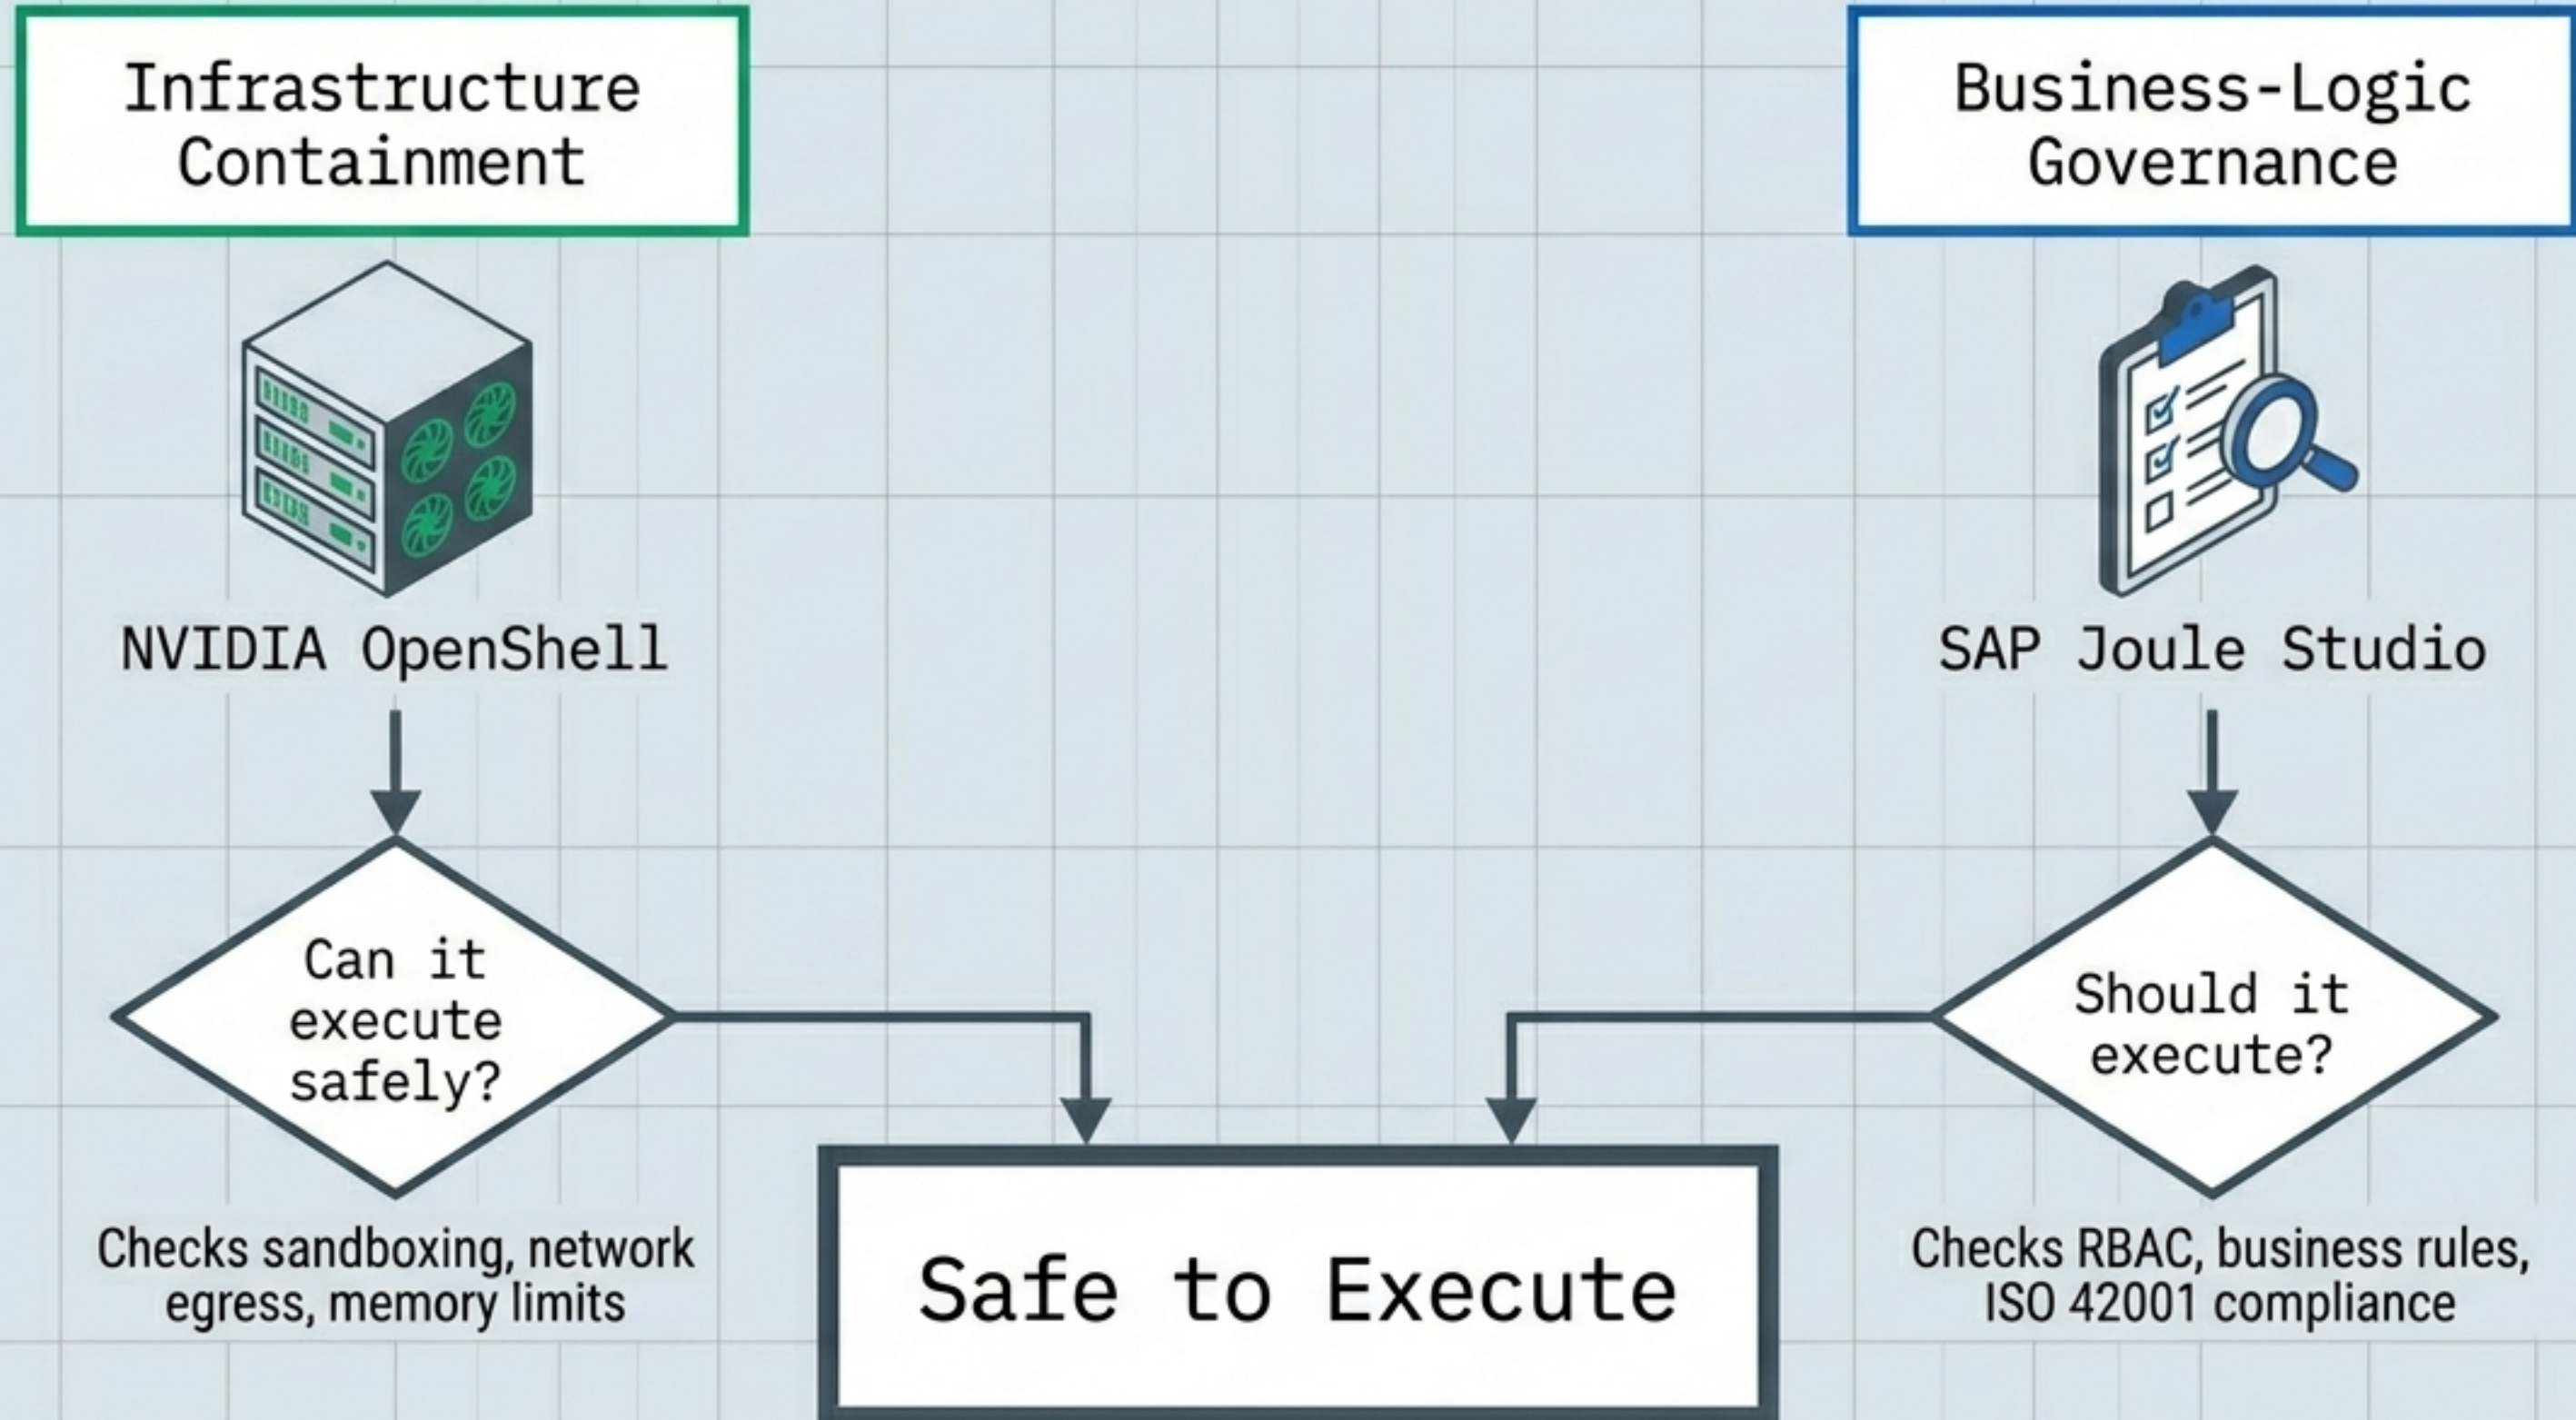 Infrastructure
Containment
Business-Logic
Governance
NVIDIA OpenShell
SAP Joule Studio
Can it
execute
safely?
Should it
execute?
Checks sandboxing, network
egress, memory limits
Checks RBAC, business rules,
ISO 42001 compliance
Safe to Execute